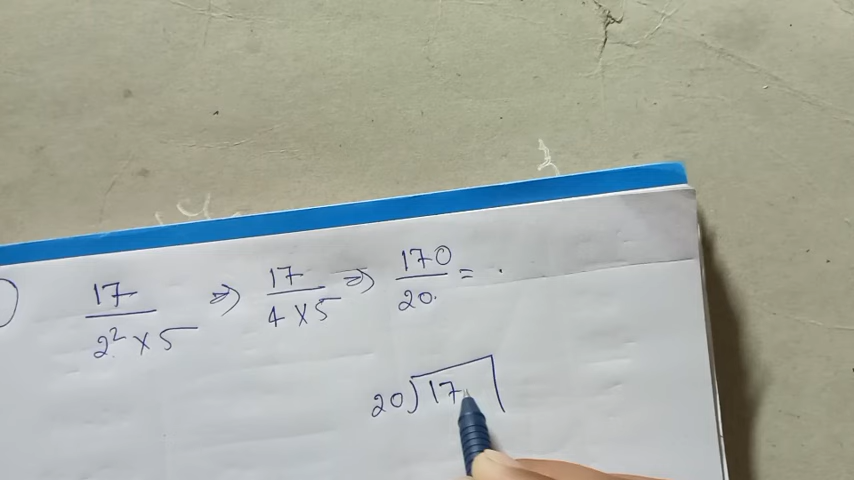 17/2² × 5 ⇒ 17/4 × 5 ⇒ 170/20 = .
20)17